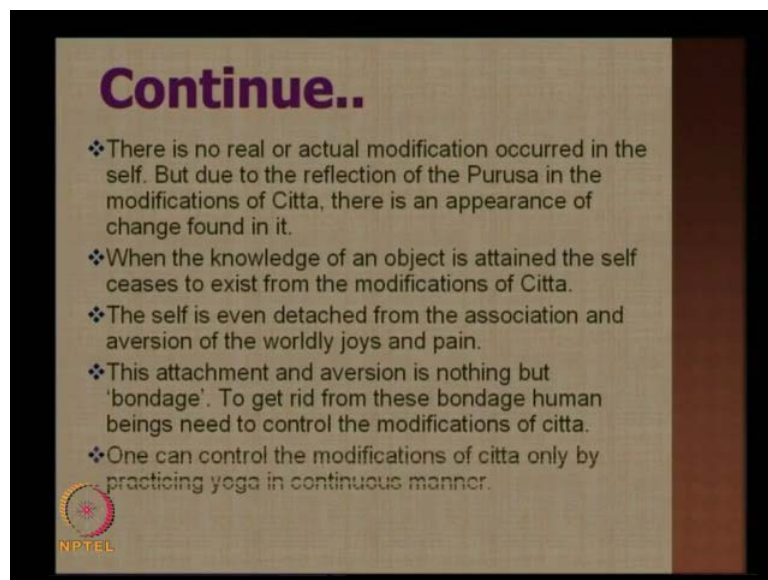 Continue..
❖There is no real or actual modification occurred in the
self. But due to the reflection of the Purusa in the
modifications of Citta, there is an appearance of
change found in it.
❖When the knowledge of an object is attained the self
ceases to exist from the modifications of Citta.
❖The self is even detached from the association and
aversion of the worldly joys and pain.
❖This attachment and aversion is nothing but
‘bondage’. To get rid from these bondage human
beings need to control the modifications of citta.
❖One can control the modifications of citta only by
practicing yoga in continuous manner.
NPTEL